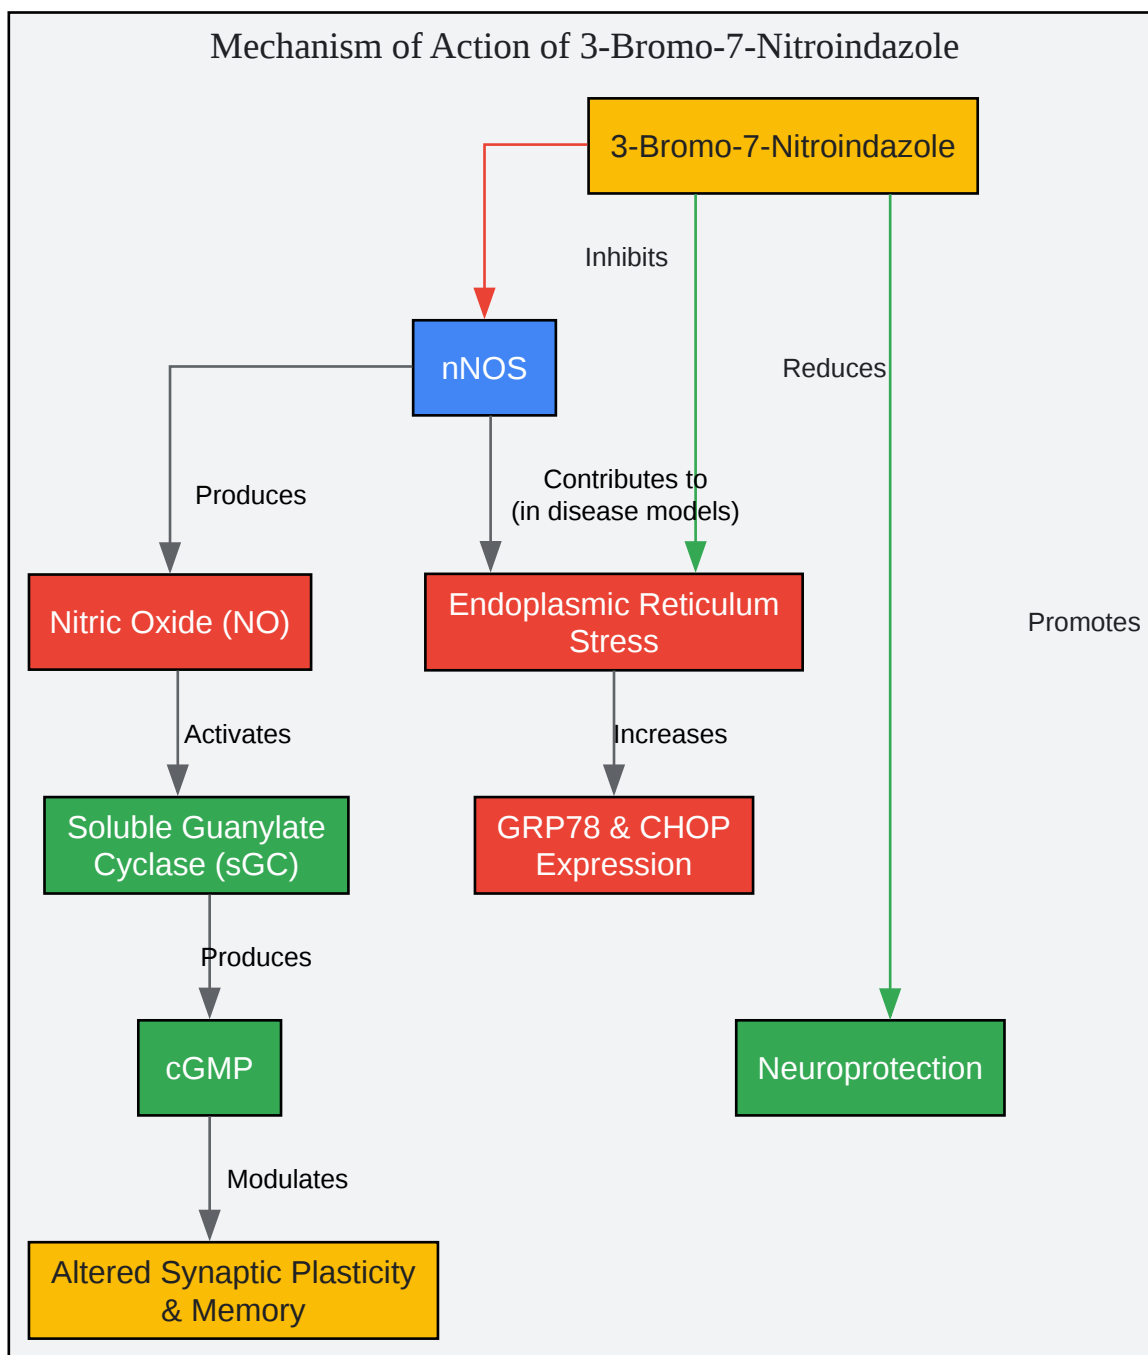 Mechanism of Action of 3-Bromo-7-Nitroindazole
3-Bromo-7-Nitroindazole
Inhibits
nNOS
Reduces
Produces
Contributes to
(in disease models)
Nitric Oxide (NO)
Endoplasmic Reticulum
Stress
Promotes
Activates
Increases
Soluble Guanylate
Cyclase (sGC)
GRP78 & CHOP
Expression
Produces
cGMP
Neuroprotection
Modulates
Altered Synaptic Plasticity
& Memory